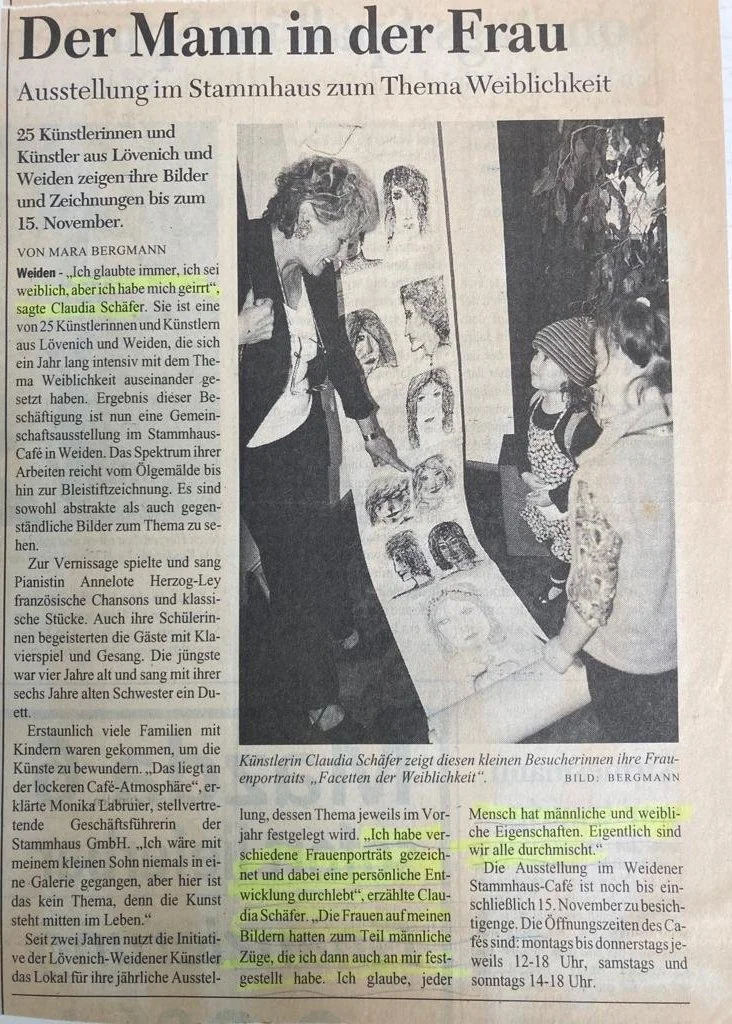 Der Mann in der Frau
Ausstellung im Stammhaus zum Thema Weiblichkeit
25 Künstlerinnen und
Künstler aus Lövenich und
Weiden zeigen ihre Bilder
und Zeichnungen bis zum
15. November.
VON MARA BERGMANN
Weiden - „Ich glaubte immer, ich sei
weiblich, aber ich habe mich geirrt“,
sagte Claudia Schäfer. Sie ist eine
von 25 Künstlerinnen und Künstlern
aus Lövenich und Weiden, die sich
ein Jahr lang intensiv mit dem The-
ma Weiblichkeit auseinander ge-
setzt haben. Ergebnis dieser Be-
schäftigung ist nun eine Gemein-
schaftsausstellung im Stammhaus-
Café in Weiden. Das Spektrum ihrer
Arbeiten reicht vom Ölgemälde bis
hin zur Bleistiftzeichnung. Es sind
sowohl abstrakte als auch gegen-
ständliche Bilder zum Thema zu se-
hen.
Zur Vernissage spielte und sang
Pianistin Annelote Herzog-Ley
französische Chansons und klassi-
sche Stücke. Auch ihre Schülerin-
nen begeisterten die Gäste mit Kla-
vierspiel und Gesang. Die jüngste
war vier Jahre alt und sang mit ihrer
sechs Jahre alten Schwester ein Du-
ett.
Erstaunlich viele Familien mit
Kindern waren gekommen, um die
Künste zu bewundern. „Das liegt an
der lockeren Café-Atmosphäre“, er-
klärte Monika Labruier, stellvertre-
tende Geschäftsführerin der
Stammhaus GmbH. „Ich wäre mit
meinem kleinen Sohn niemals in ei-
ne Galerie gegangen, aber hier ist
das kein Thema, denn die Kunst
steht mitten im Leben.“
Seit zwei Jahren nutzt die Initiati-
ve der Lövenich-Weidener Künstler
das Lokal für ihre jährliche Ausstel-
Künstlerin Claudia Schäfer zeigt diesen kleinen Besucherinnen ihre Frau-
enportraits „Facetten der Weiblichkeit“.
BILD: BERGMANN
lung, dessen Thema jeweils im Vor-
jahr festgelegt wird. „Ich habe ver-
schiedene Frauenporträts gezeich-
net und dabei eine persönliche Ent-
wicklung durchlebt“, erzählte Clau-
dia Schäfer. „Die Frauen auf meinen
Bildern hatten zum Teil männliche
Züge, die ich dann auch an mir fest-
gestellt habe. Ich glaube, jeder
Mensch hat männliche und weibli-
che Eigenschaften. Eigentlich sind
wir alle durchmischt.“
Die Ausstellung im Weidener
Stammhaus-Café ist noch bis ein-
schließlich 15. November zu besich-
tigenge. Die Öffnungszeiten des Ca-
fés sind: montags bis donnerstags je-
weils 12-18 Uhr, samstags und
sonntags 14-18 Uhr.